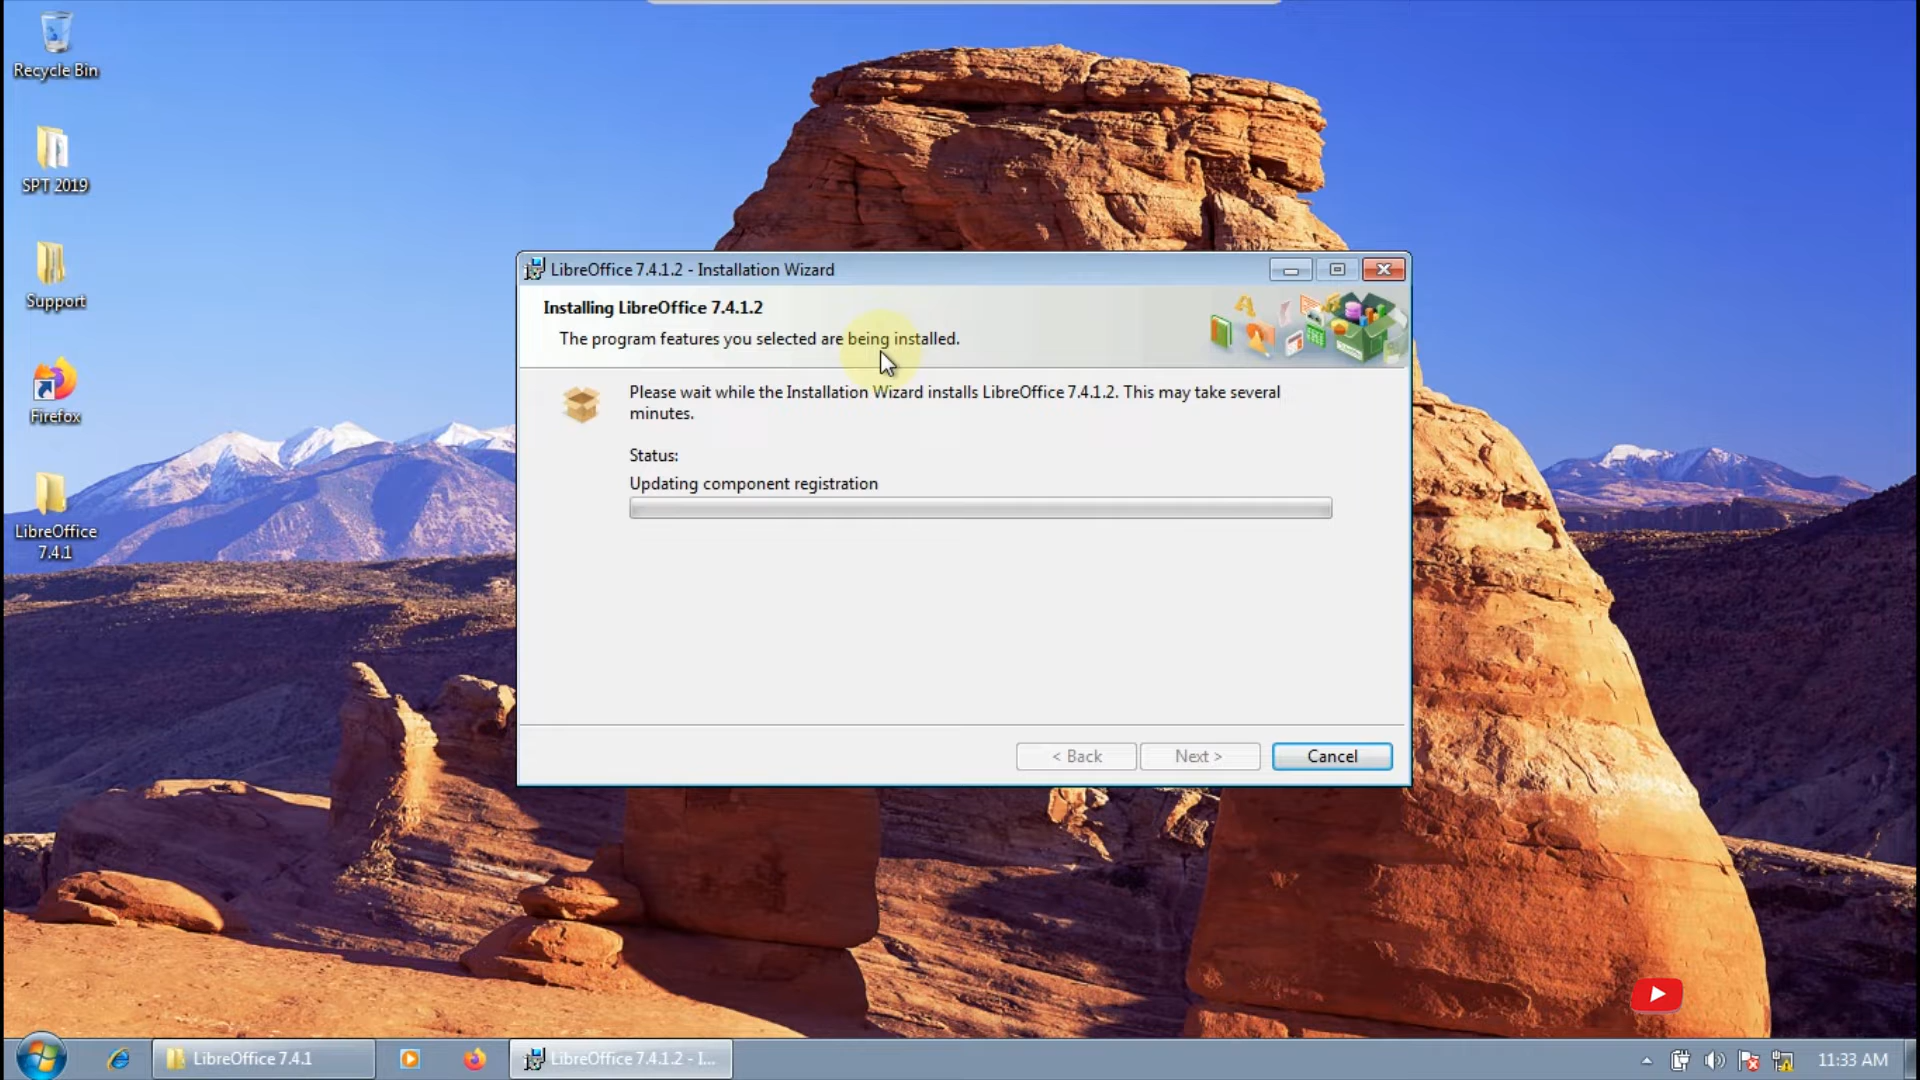 Recycle Bin
SPT 2019
Support
Firefox
LibreOffice
7.4.1
LibreOffice 7.4.1.2 - Installation Wizard
Installing LibreOffice 7.4.1.2
The program features you selected are being installed.
Please wait while the Installation Wizard installs LibreOffice 7.4.1.2. This may take several
minutes.
Status:
Updating component registration
< Back
Next >
Cancel
LibreOffice 7.4.1
LibreOffice 7.4.1.2 - I...
11:33 AM